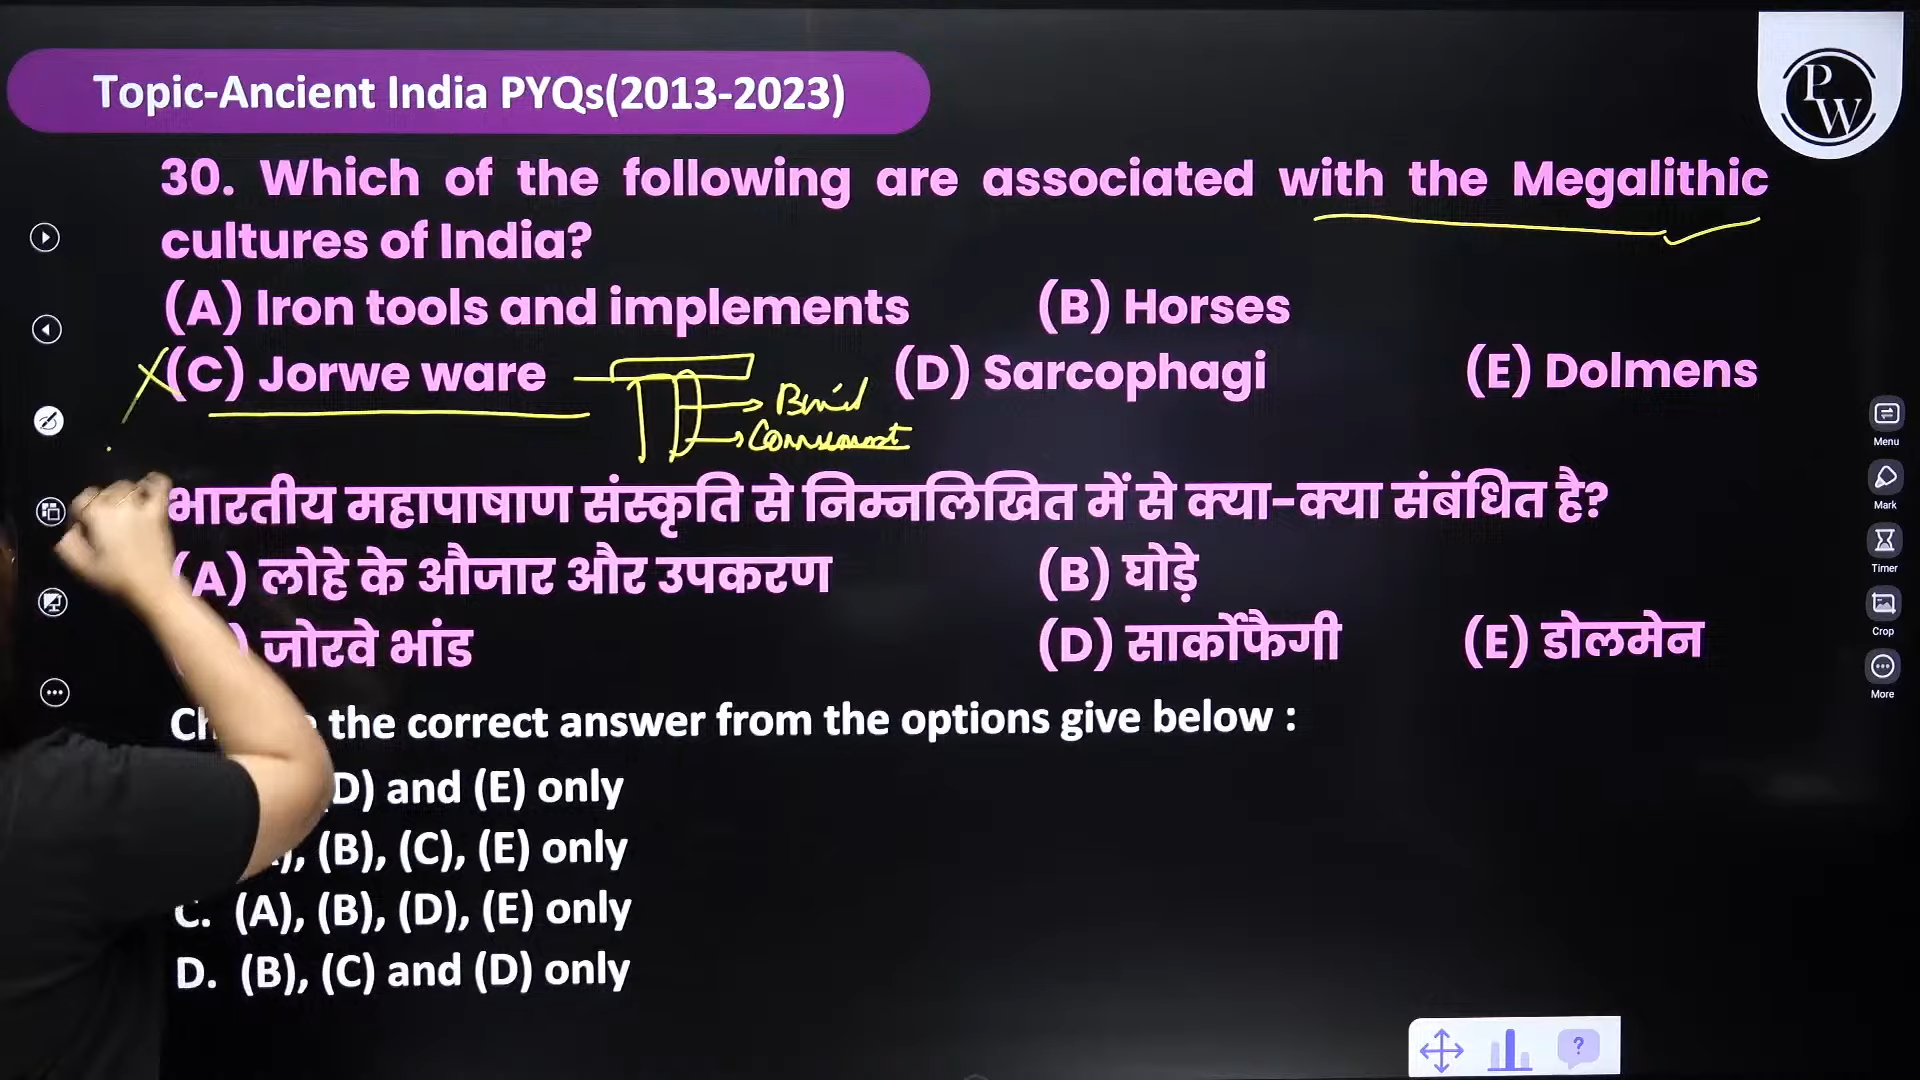 Topic-Ancient India PYQs(2013-2023)
PW
30. Which of the following are associated with the Megalithic
cultures of India?
(A) Iron tools and implements (B) Horses
(C) Jorwe ware (D) Sarcophagi (E) Dolmens
भारतीय महापाषाण संस्कृति से निम्नलिखित में से क्या-क्या संबंधित है?
(A) लोहे के औजार और उपकरण (B) घोड़े
जोरवे भांड (D) सार्कोफैगी (E) डोलमेन
the correct answer from the options give below :
D) and (E) only
(B), (C), (E) only
C. (A), (B), (D), (E) only
D. (B), (C) and (D) only
Menu
Mark
Timer
Crop
More